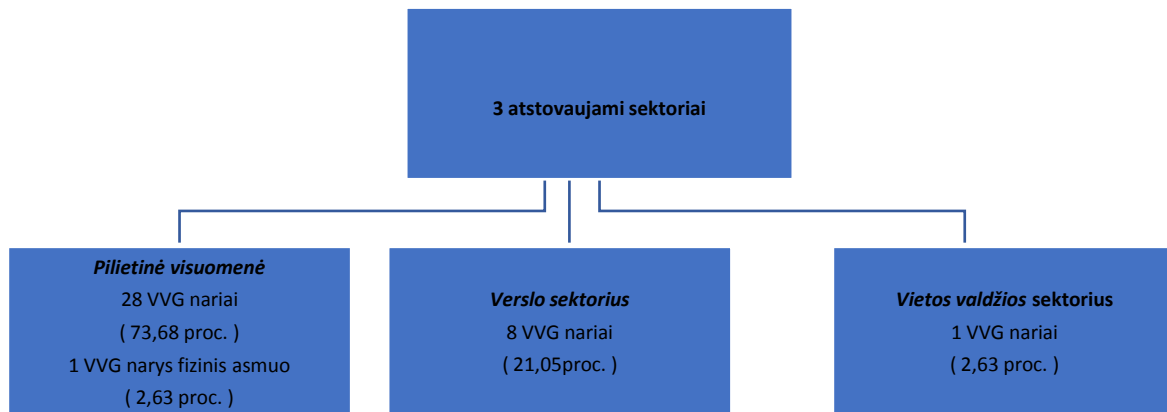 3 atstovaujami sektoriai
Pilietinė visuomenė
28 VVG nariai
( 73,68 proc. )
1 VVG narys fizinis asmuo
( 2,63 proc. )
Verslo sektorius
8 VVG nariai
( 21,05proc. )
Vietos valdžios sektorius
1 VVG nariai
( 2,63 proc. )